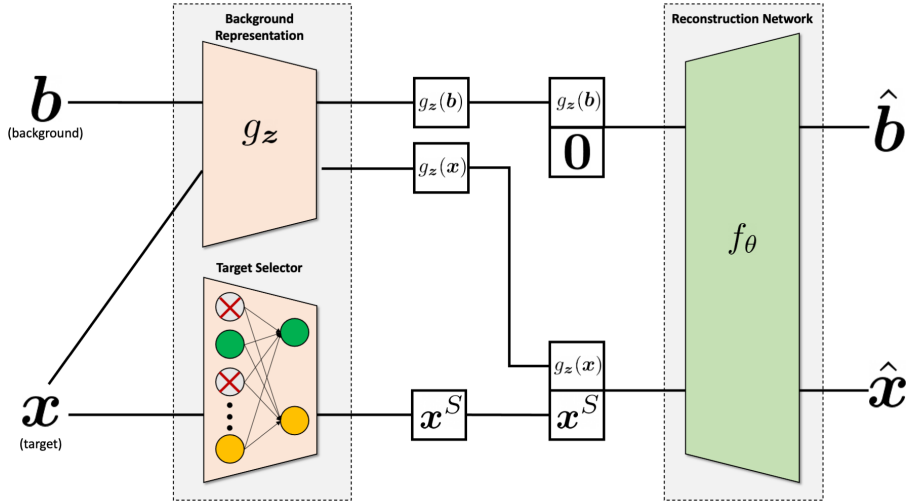 Background
Representation
Reconstruction Network
b
(background)
g_z
g_z(b)
g_z(b)
0
b̂
g_z(x)
f_θ
Target Selector
g_z(x)
x
(target)
x^S
x^S
x̂